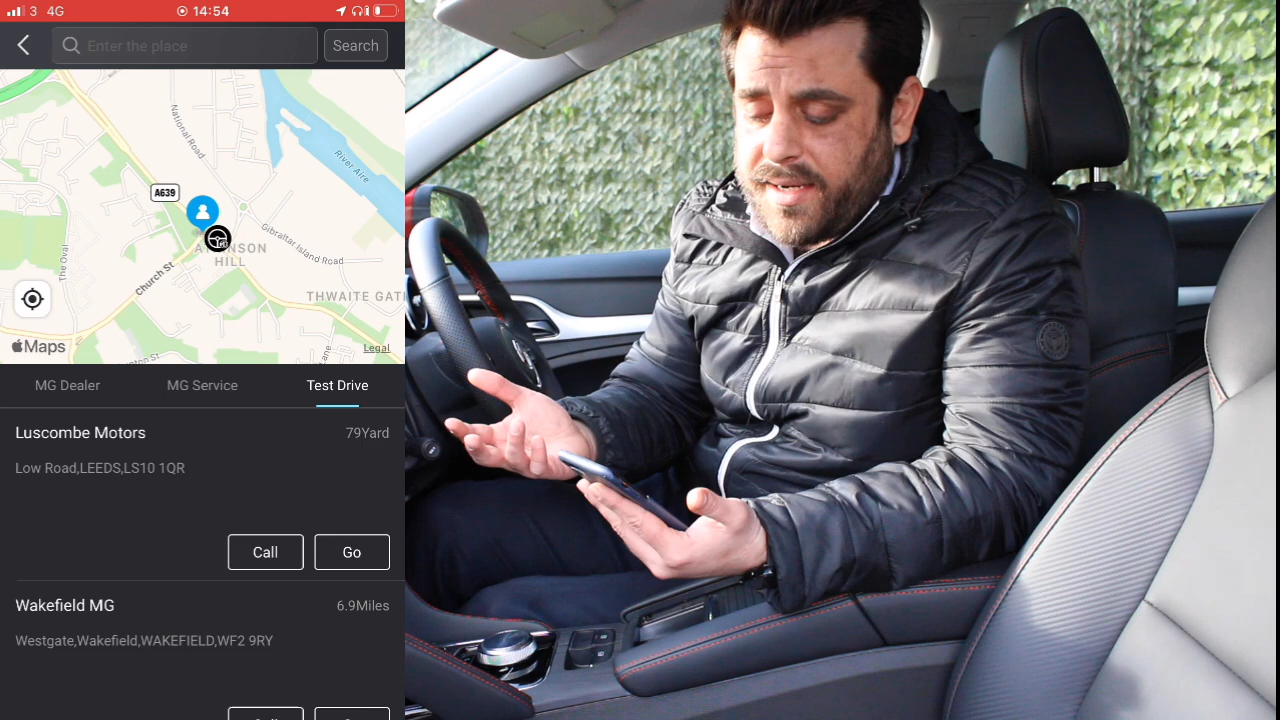 3 4G
14:54
Enter the place
Search
National Road
River Aire
A639
Gibraltar Island Road
The Oval
HILL
Church St
THWAITE GAT
Maps
Legal
MG Dealer
MG Service
Test Drive
Luscombe Motors
79Yard
Low Road,LEEDS,LS10 1QR
Call
Go
Wakefield MG
6.9Miles
Westgate,Wakefield,WAKEFIELD,WF2 9RY